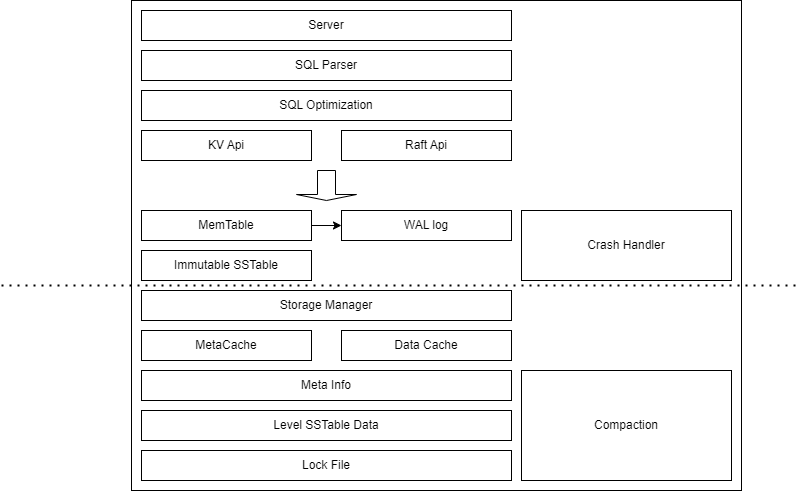 Server
SQL Parser
SQL Optimization
KV Api
Raft Api
MemTable
WAL log
Crash Handler
Immutable SSTable
Storage Manager
MetaCache
Data Cache
Meta Info
Level SSTable Data
Compaction
Lock File